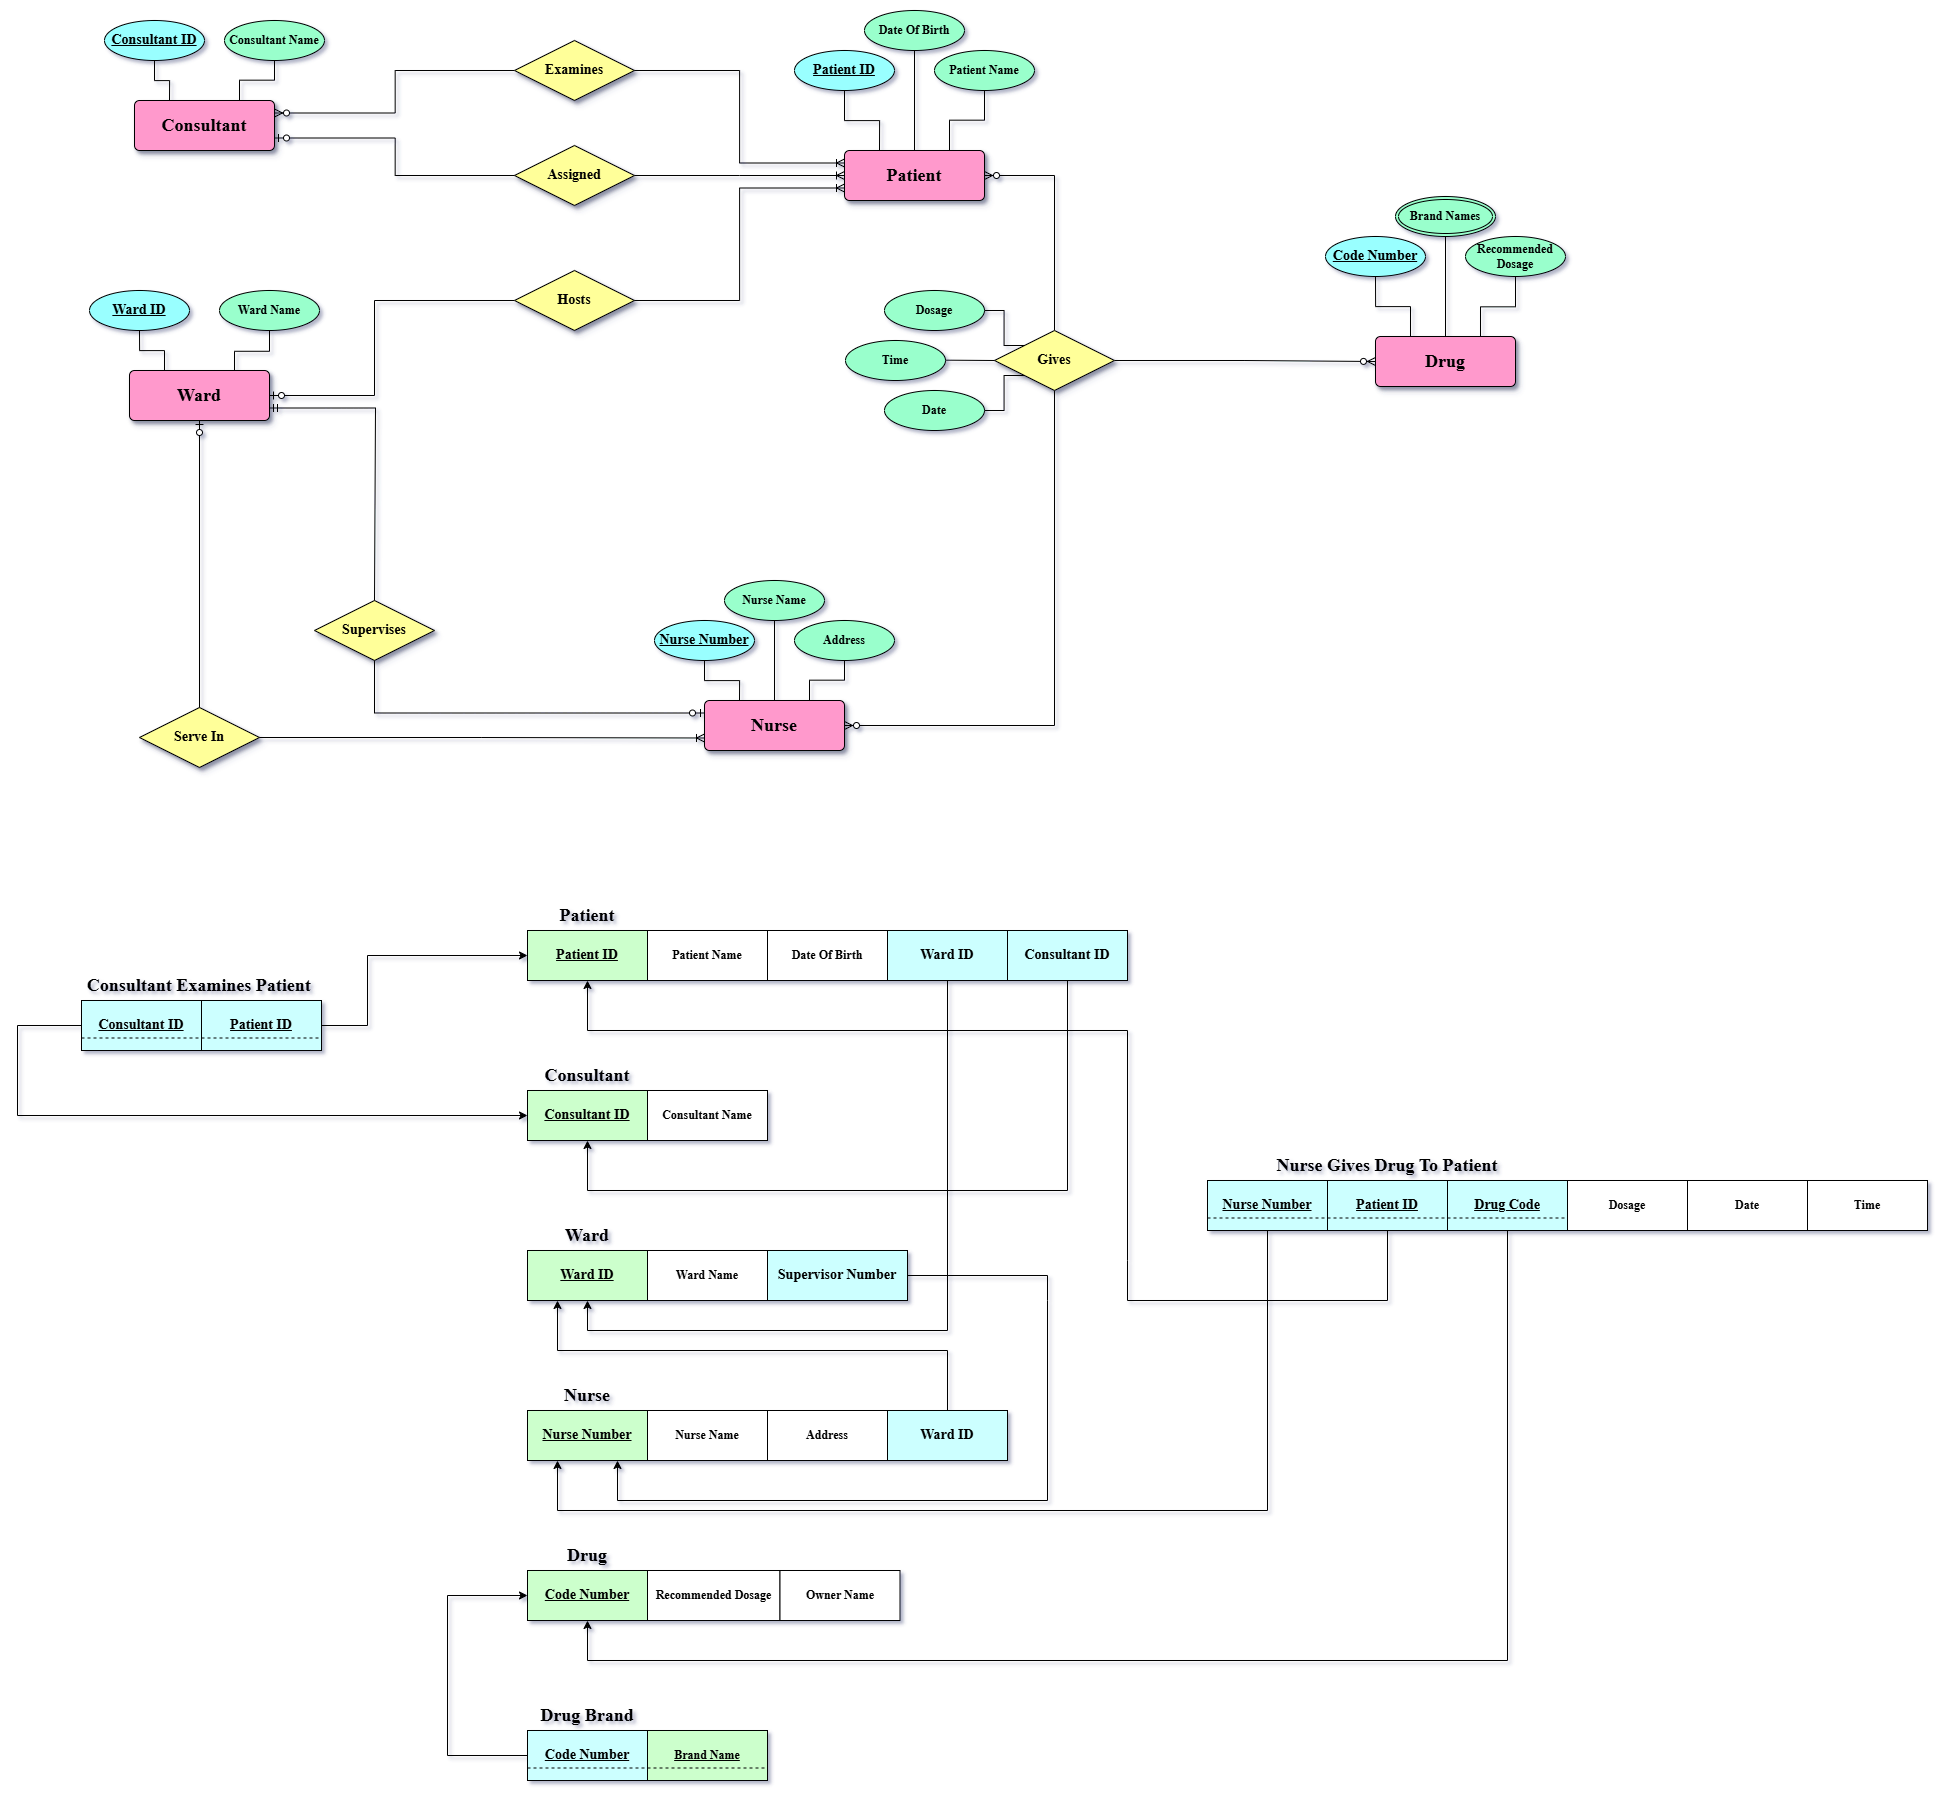 Consultant ID
Consultant Name
Consultant
Examines
Assigned
Date Of Birth
Patient ID
Patient Name
Patient
Brand Names
Code Number
Recommended
Dosage
Drug
Hosts
Ward ID
Ward Name
Ward
Dosage
Time
Date
Gives
Supervises
Nurse Name
Nurse Number
Address
Nurse
Serve In
Patient
Patient ID
Patient Name
Date Of Birth
Ward ID
Consultant ID
Consultant Examines Patient
Consultant ID
Patient ID
Consultant
Consultant ID
Consultant Name
Nurse Gives Drug To Patient
Nurse Number
Patient ID
Drug Code
Dosage
Date
Time
Ward
Ward ID
Ward Name
Supervisor Number
Nurse
Nurse Number
Nurse Name
Address
Ward ID
Drug
Code Number
Recommended Dosage
Owner Name
Drug Brand
Code Number
Brand Name